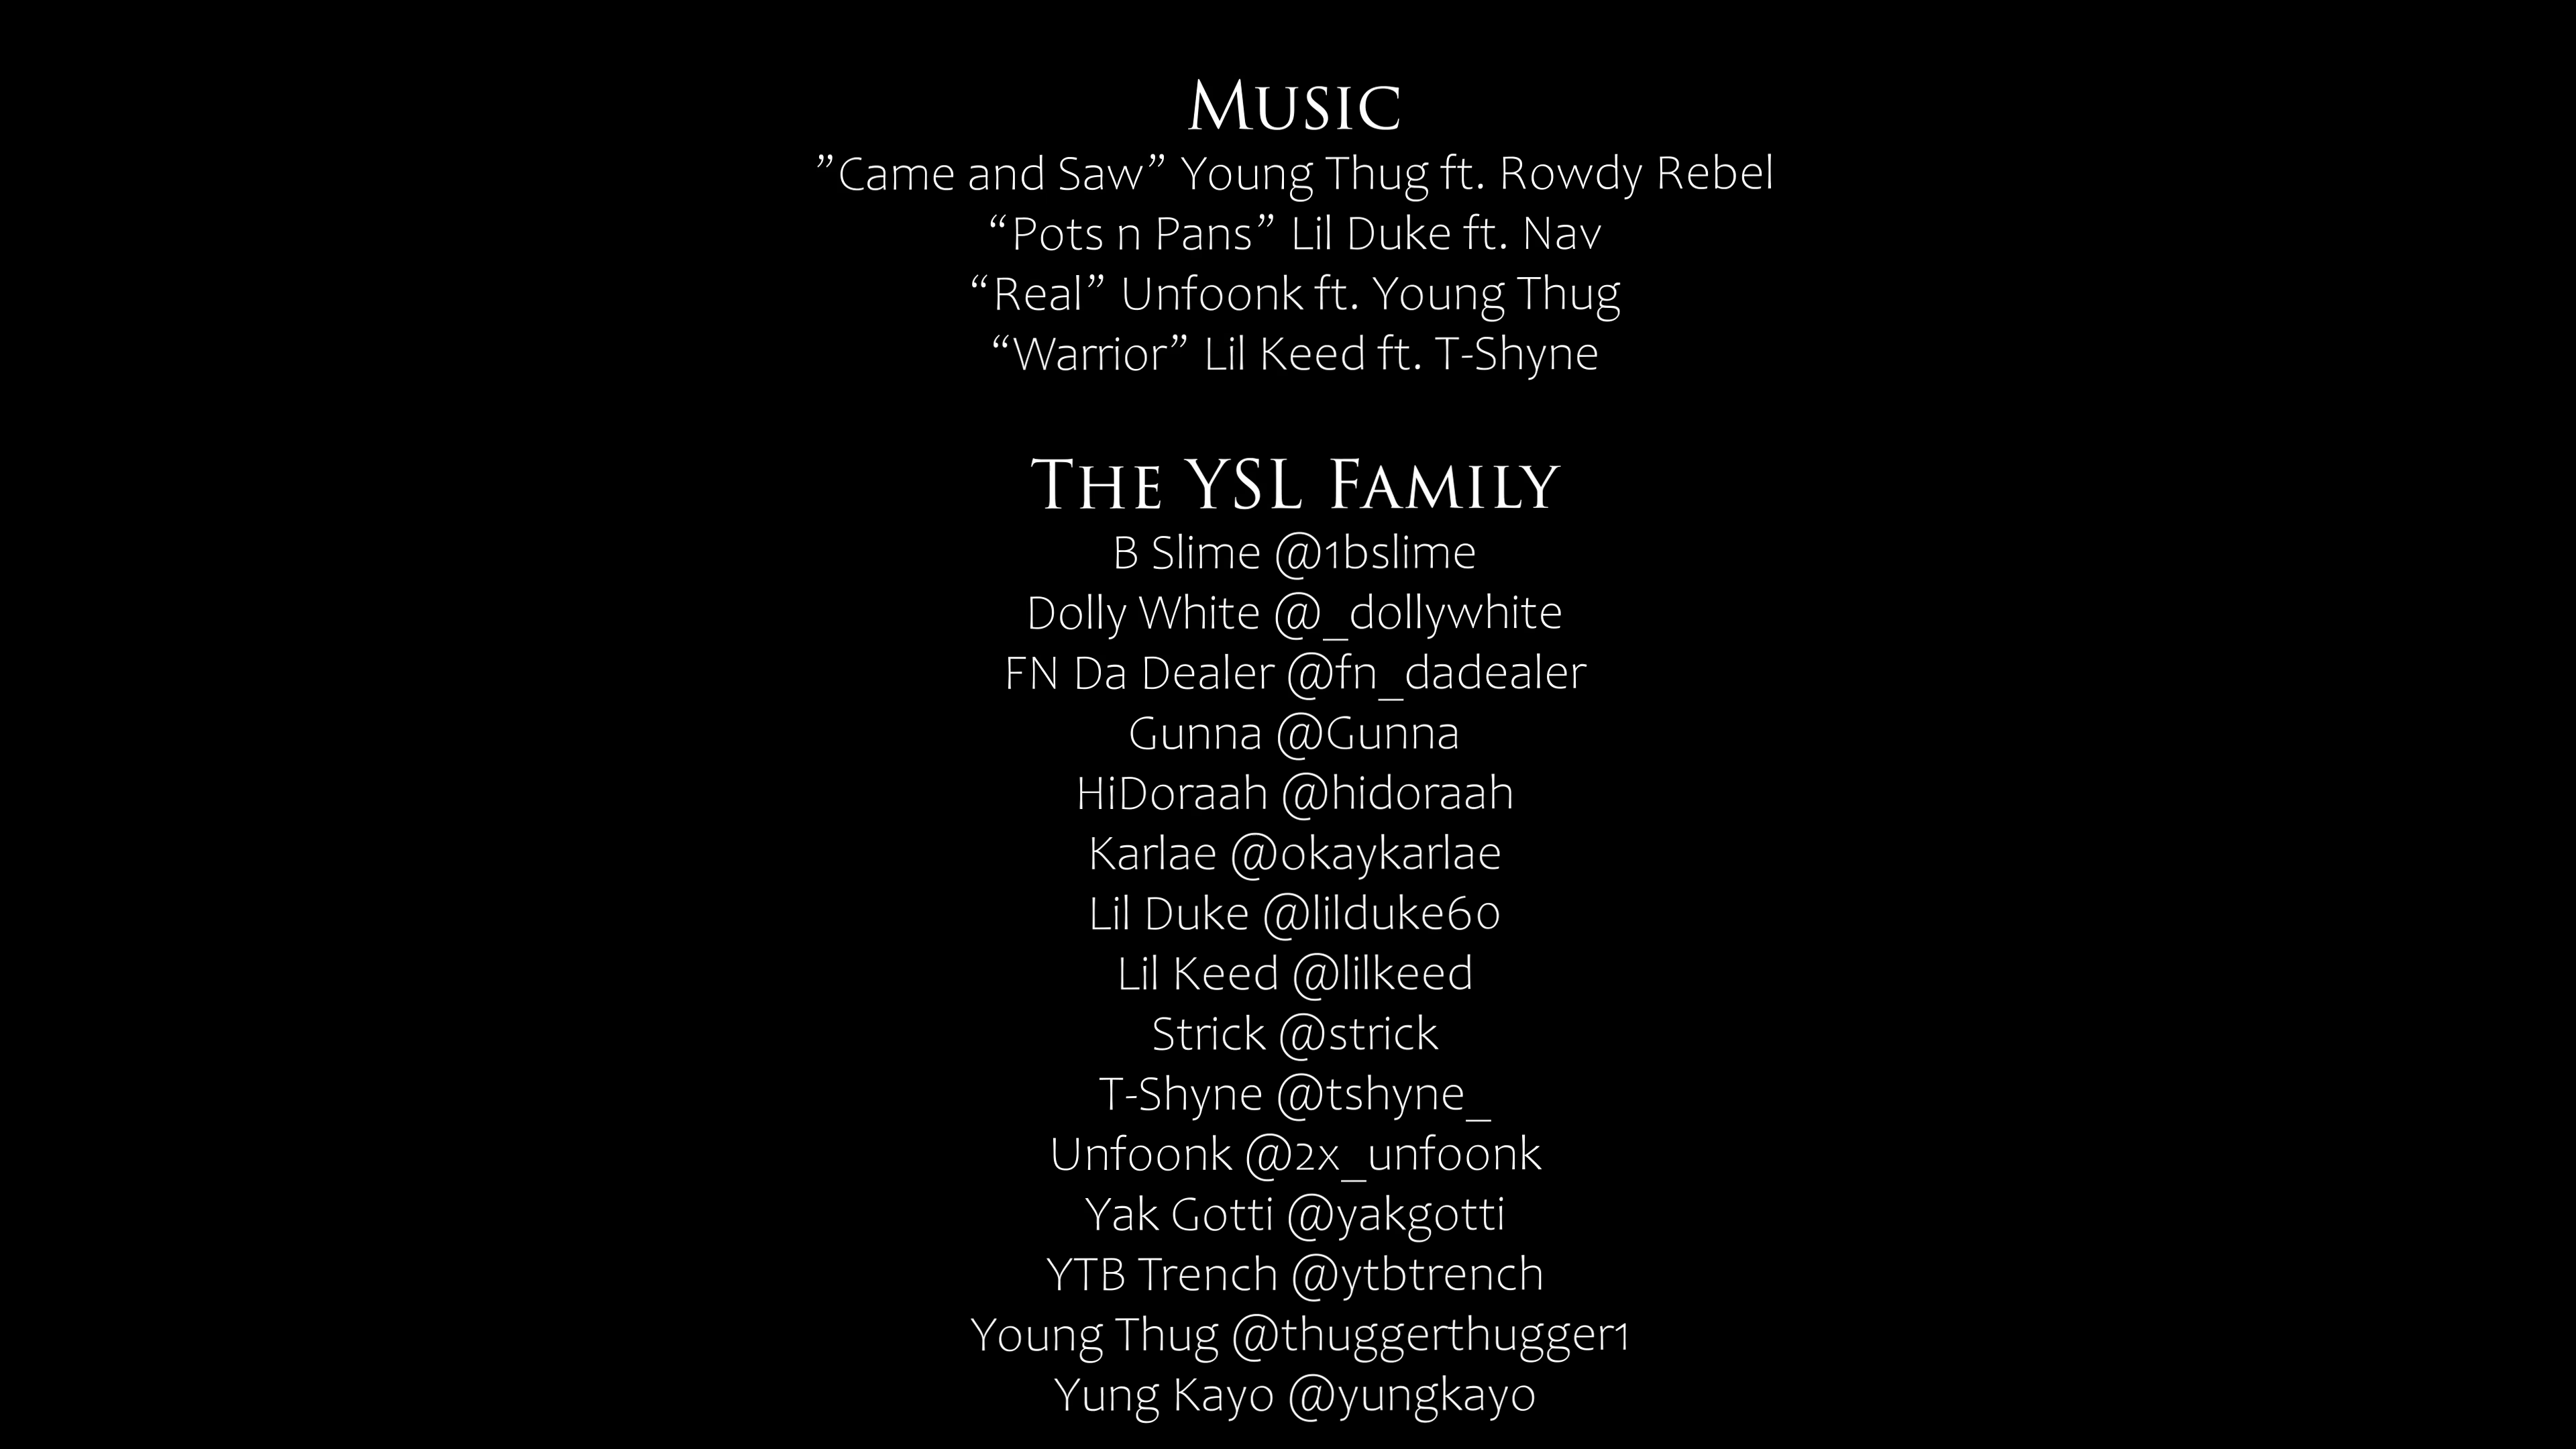 Music
”Came and Saw” Young Thug ft. Rowdy Rebel
“Pots n Pans” Lil Duke ft. Nav
“Real” Unfoonk ft. Young Thug
“Warrior” Lil Keed ft. T-Shyne
The YSL Family
B Slime @1bslime
Dolly White @_dollywhite
FN Da Dealer @fn_dadealer
Gunna @Gunna
HiDoraah @hidoraah
Karlae @okaykarlae
Lil Duke @lilduke60
Lil Keed @lilkeed
Strick @strick
T-Shyne @tshyne_
Unfoonk @2x_unfoonk
Yak Gotti @yakgotti
YTB Trench @ytbtrench
Young Thug @thuggerthugger1
Yung Kayo @yungkayo